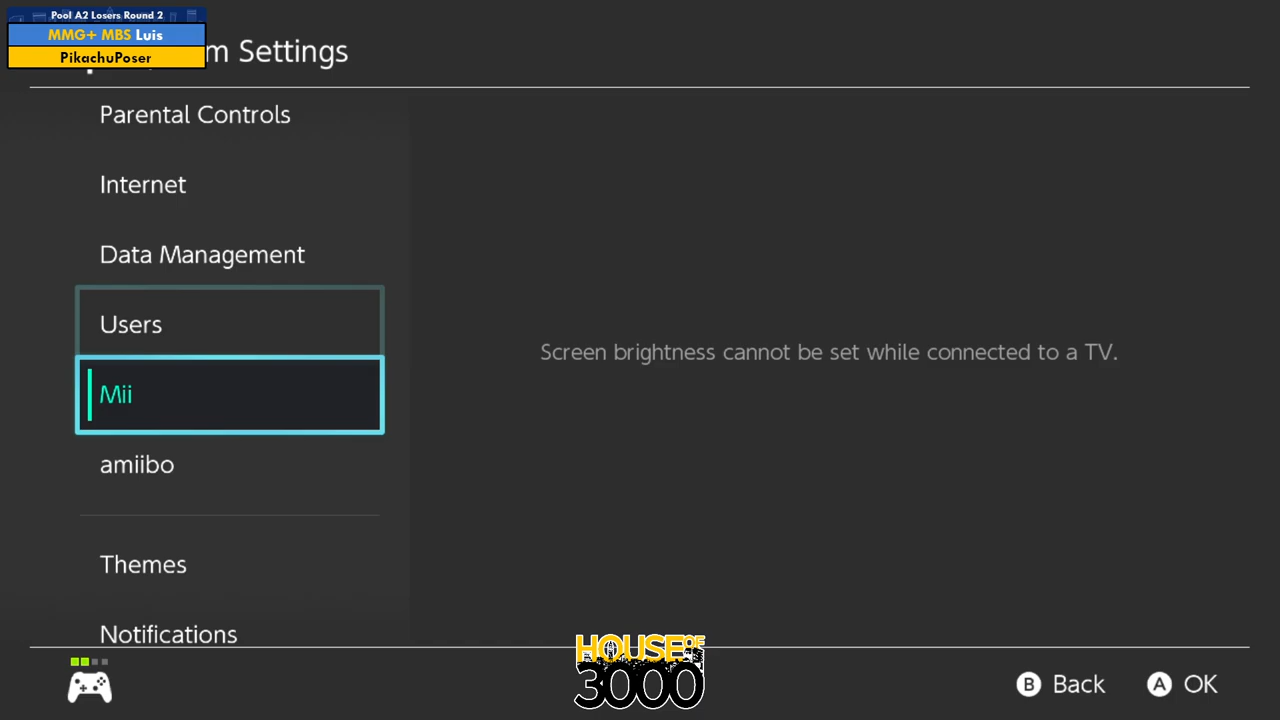 Pool A2 Losers Round 2
MMG+ MBS Luis
PikachuPoser
m Settings
Parental Controls
Internet
Data Management
Users
Mii
amiibo
Themes
Notifications
Screen brightness cannot be set while connected to a TV.
HOUSE OF
3000
B Back
A OK